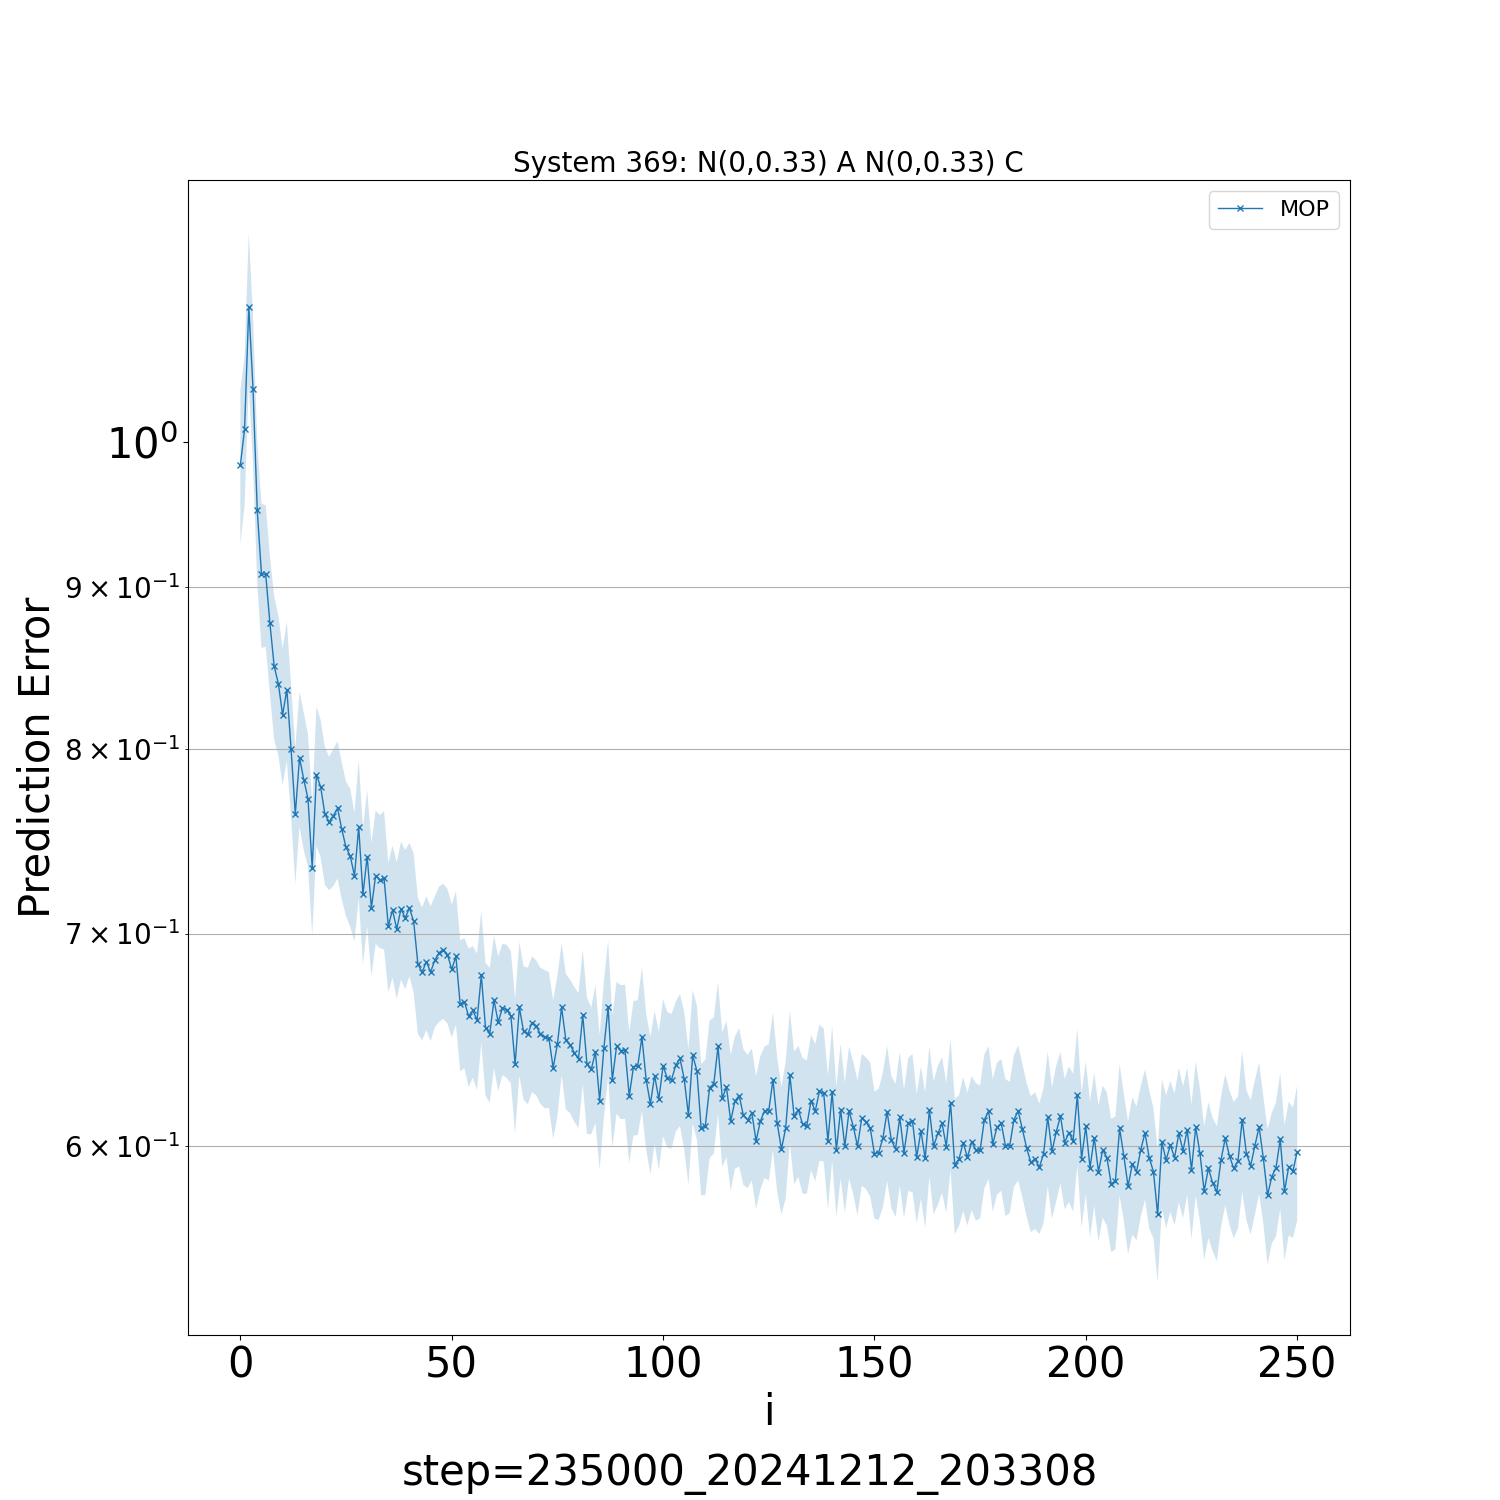 System 369: N(0,0.33) A N(0,0.33) C
MOP
Prediction Error
10⁰
9 × 10⁻¹
8 × 10⁻¹
7 × 10⁻¹
6 × 10⁻¹
0 50 100 150 200 250
i
step=235000_20241212_203308